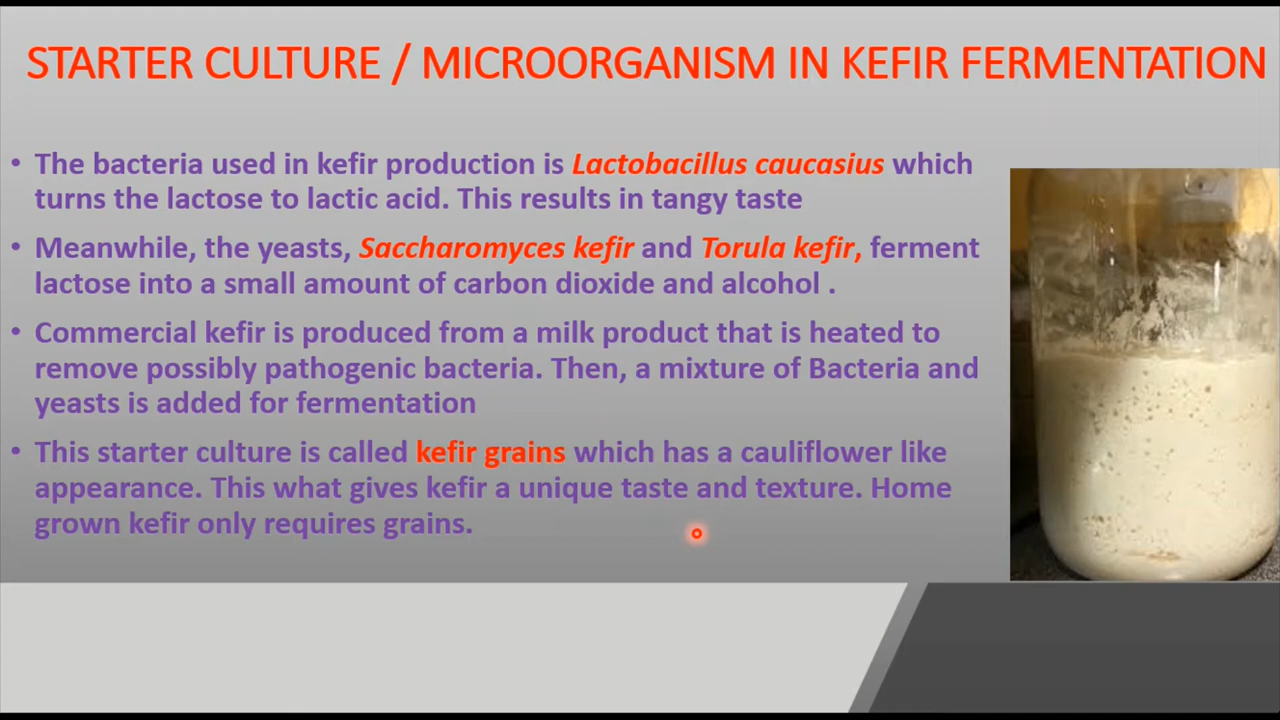 STARTER CULTURE / MICROORGANISM IN KEFIR FERMENTATION
• The bacteria used in kefir production is Lactobacillus caucasius which
turns the lactose to lactic acid. This results in tangy taste
• Meanwhile, the yeasts, Saccharomyces kefir and Torula kefir, ferment
lactose into a small amount of carbon dioxide and alcohol .
• Commercial kefir is produced from a milk product that is heated to
remove possibly pathogenic bacteria. Then, a mixture of Bacteria and
yeasts is added for fermentation
• This starter culture is called kefir grains which has a cauliflower like
appearance. This what gives kefir a unique taste and texture. Home
grown kefir only requires grains.